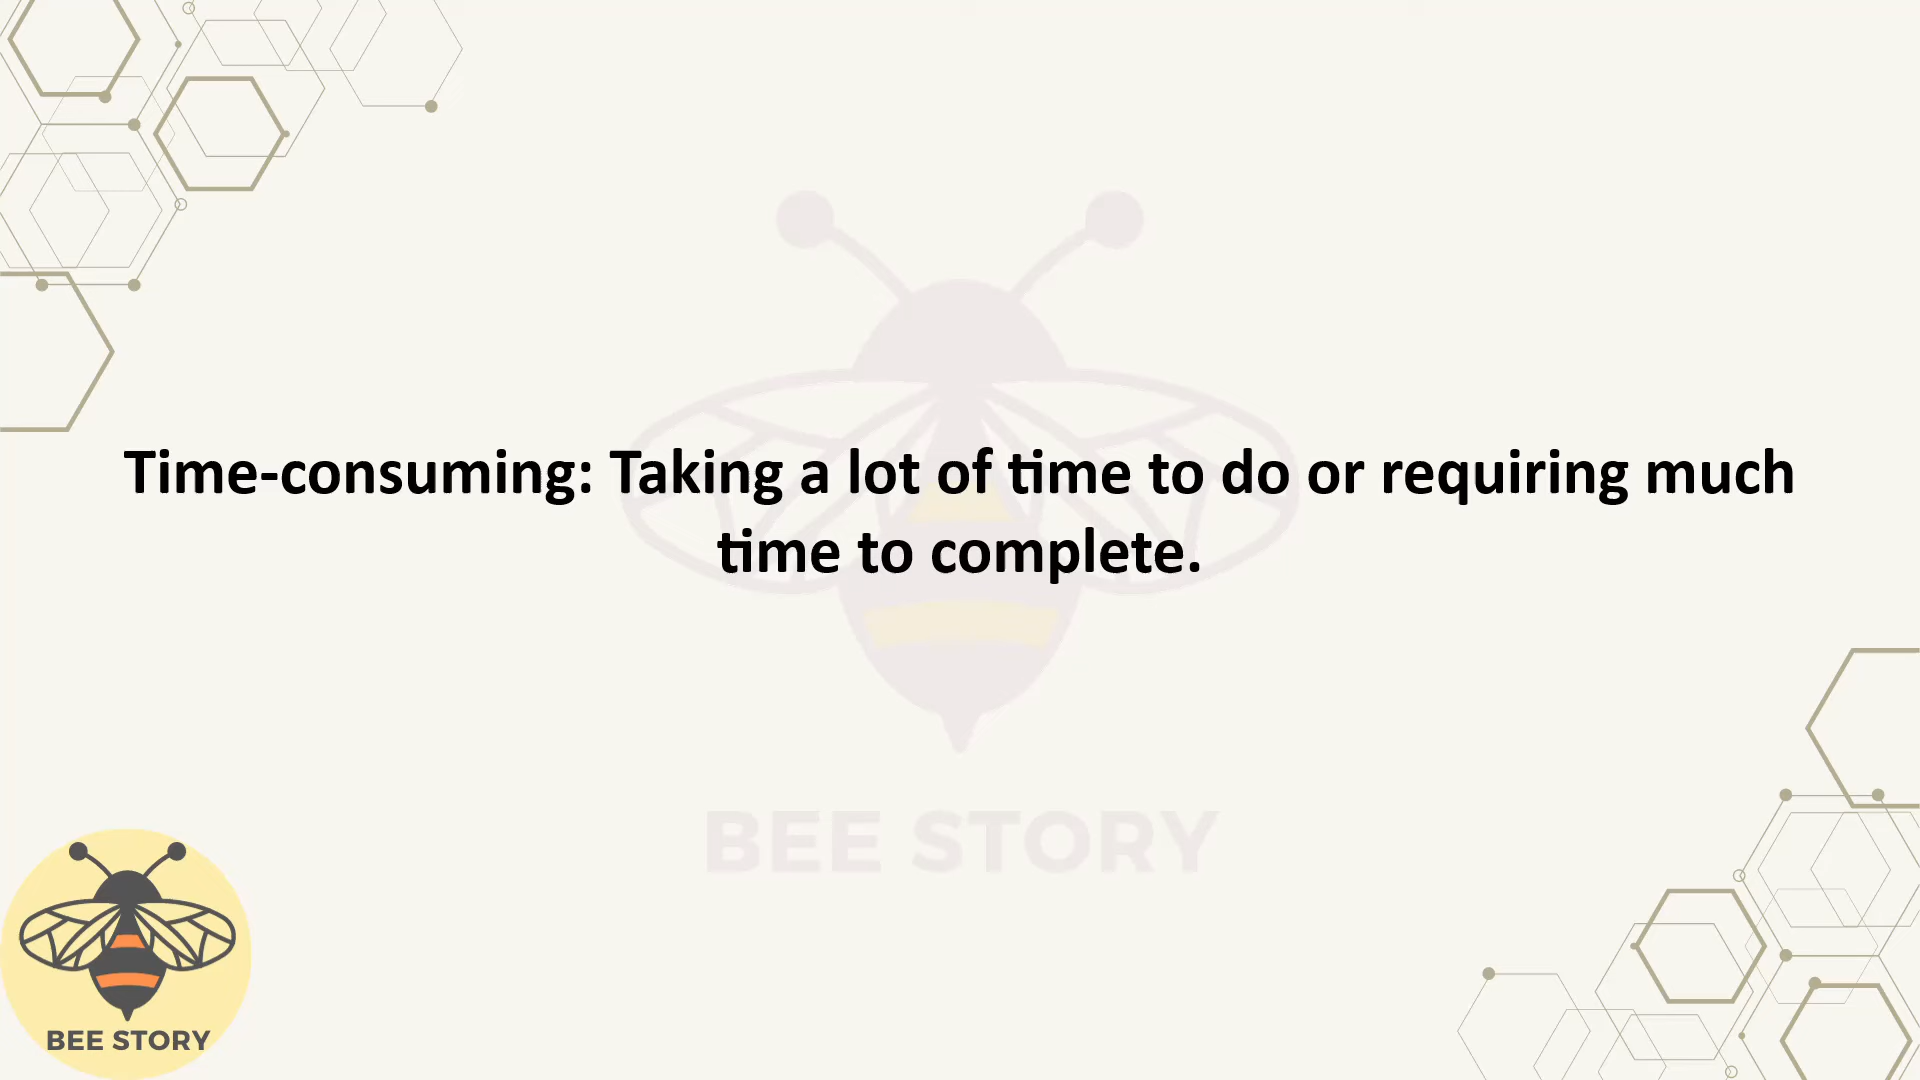 Time-consuming: Taking a lot of time to do or requiring much
time to complete.
BEE STORY
BEE STORY